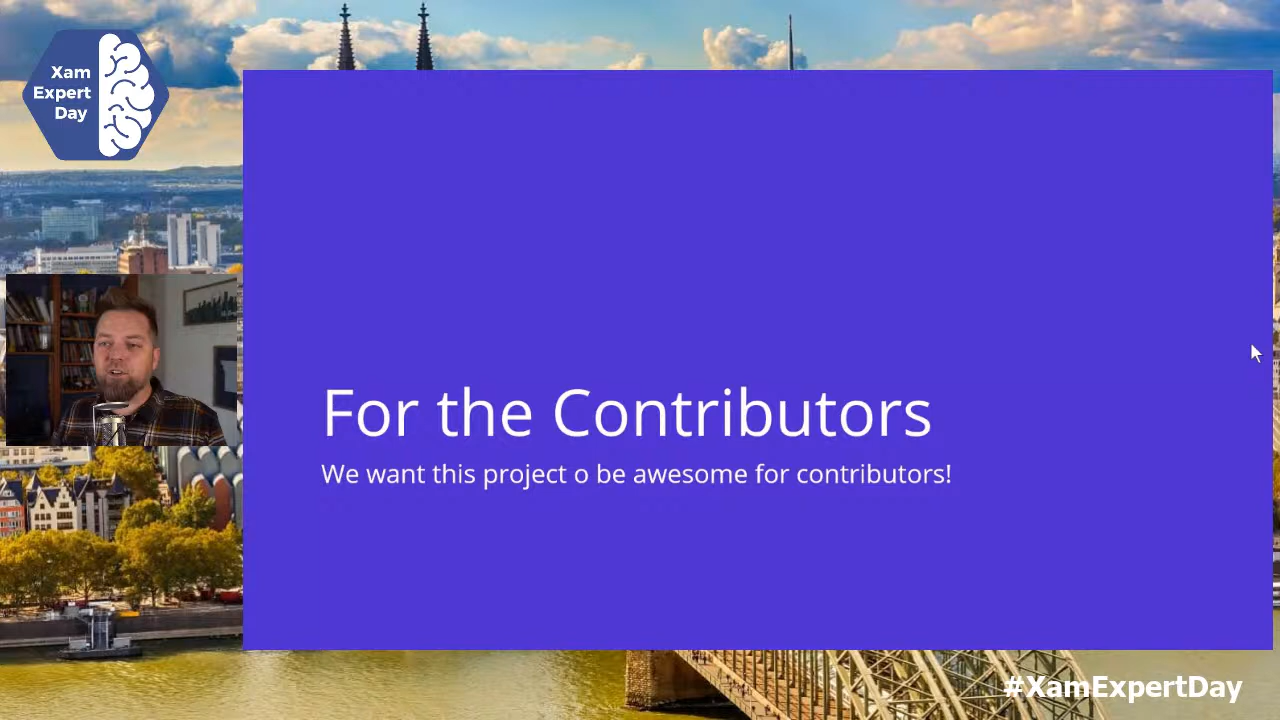 Xam
Expert
Day
For the Contributors
We want this project o be awesome for contributors!
#XamExpertDay